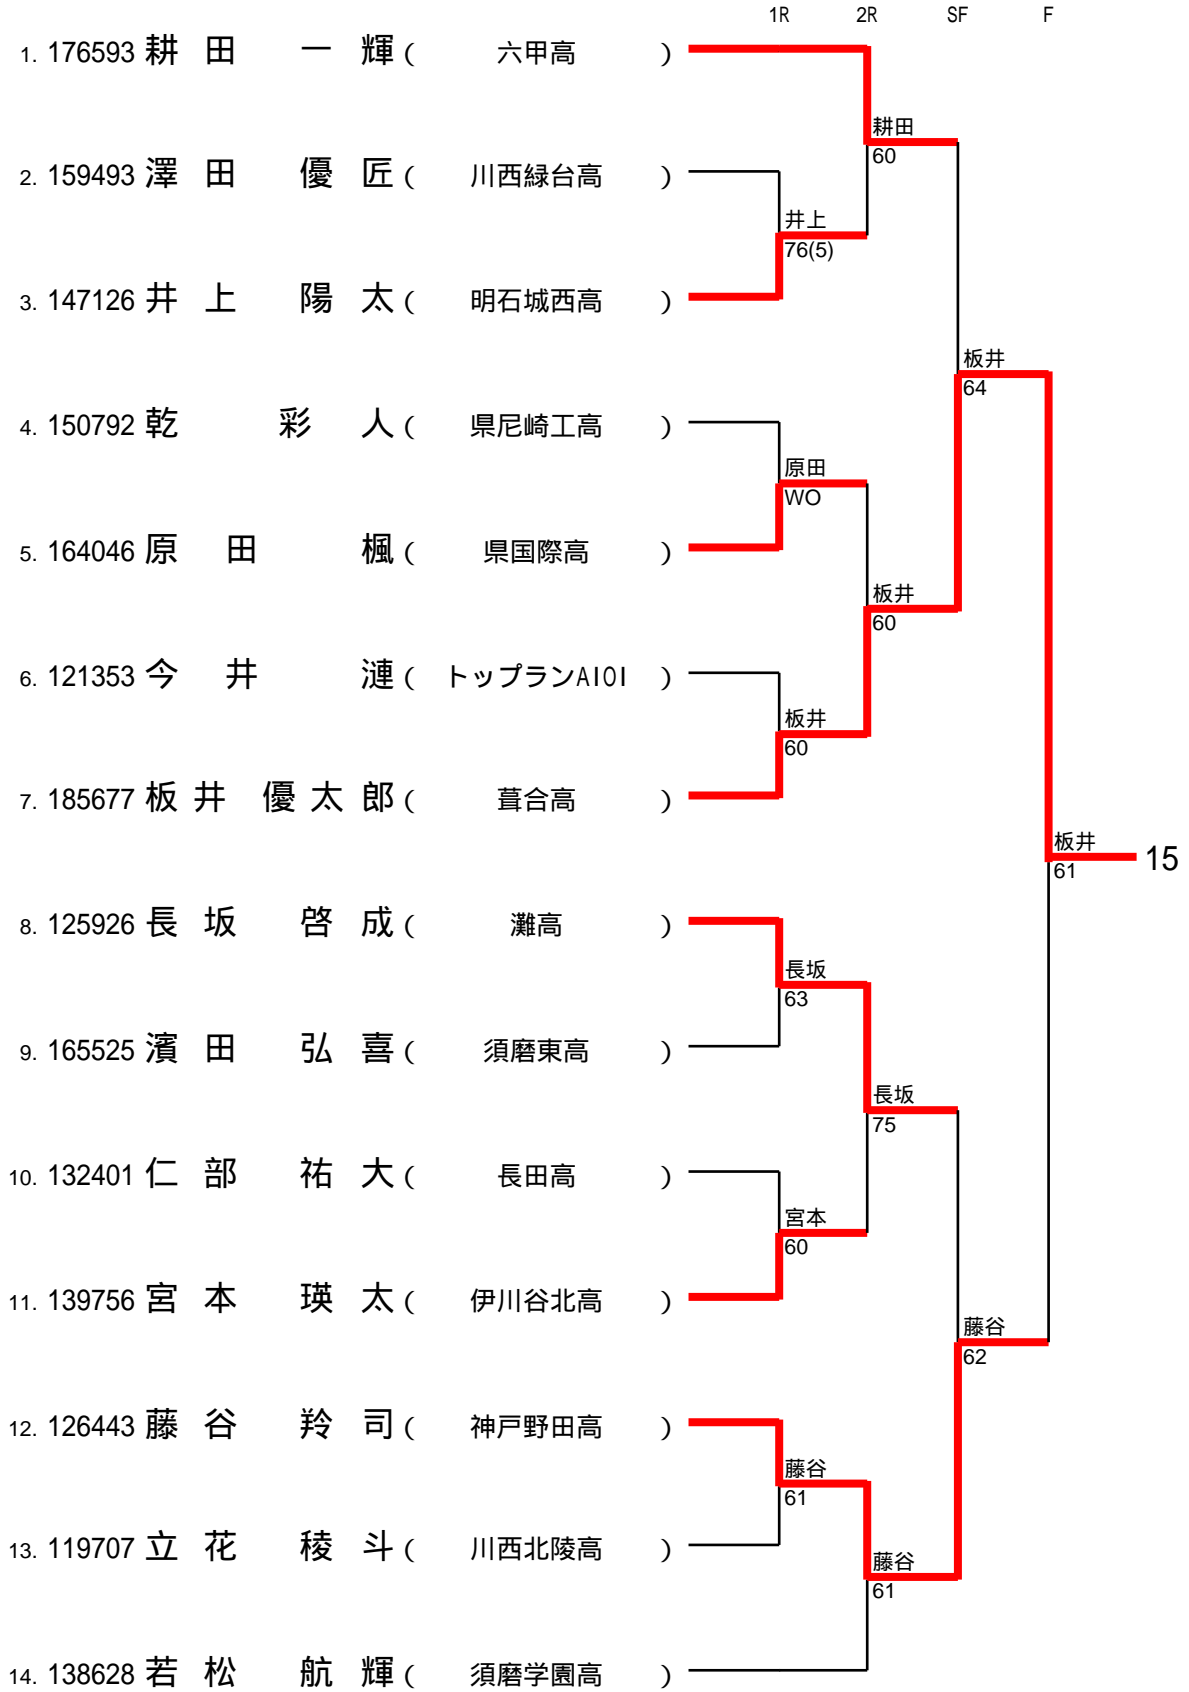 1R 2R SF F
1. 176593 耕田 一輝 ( 六甲高 )
耕田
60
2. 159493 澤田 優匠 ( 川西緑台高 )
井上
76(5)
3. 147126 井上 陽太 ( 明石城西高 )
板井
64
4. 150792 乾 彩人 ( 県尼崎工高 )
原田
WO
5. 164046 原田 楓 ( 県国際高 )
板井
60
6. 121353 今井 漣 ( トップランAIOI )
板井
60
7. 185677 板井 優太郎 ( 葺合高 )
板井
61
15
8. 125926 長坂 啓成 ( 灘高 )
長坂
63
9. 165525 濱田 弘喜 ( 須磨東高 )
長坂
75
10. 132401 仁部 祐大 ( 長田高 )
宮本
60
11. 139756 宮本 瑛太 ( 伊川谷北高 )
藤谷
62
12. 126443 藤谷 羚司 ( 神戸野田高 )
藤谷
61
13. 119707 立花 稜斗 ( 川西北陵高 )
藤谷
61
14. 138628 若松 航輝 ( 須磨学園高 )